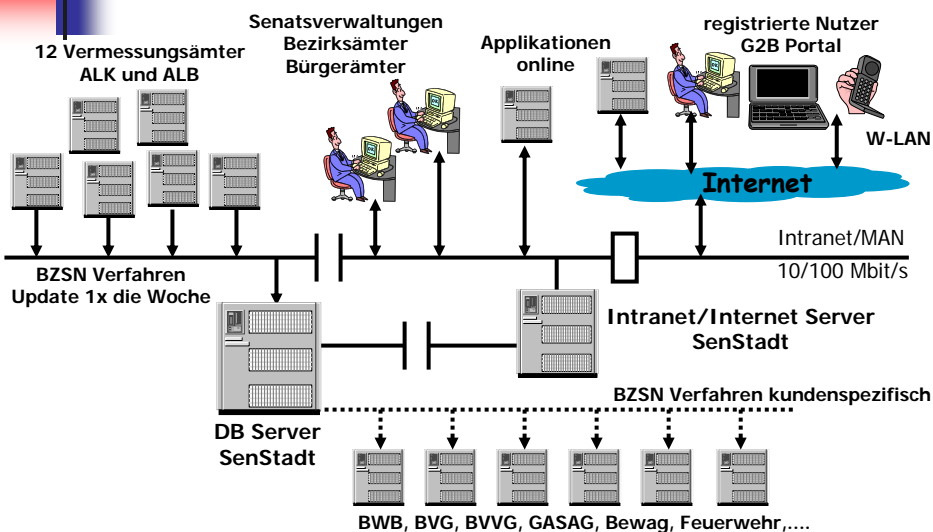 12 Vermessungsämter
ALK und ALB
Senatsverwaltungen
Bezirksämter
Bürgerämter
Applikationen
online
registrierte Nutzer
G2B Portal
W-LAN
Internet
Intranet/MAN
10/100 Mbit/s
BZSN Verfahren
Update 1x die Woche
Intranet/Internet Server
SenStadt
BZSN Verfahren kundenspezifisch
DB Server
SenStadt
BWB, BVG, BVVG, GASAG, Bewag, Feuerwehr,....